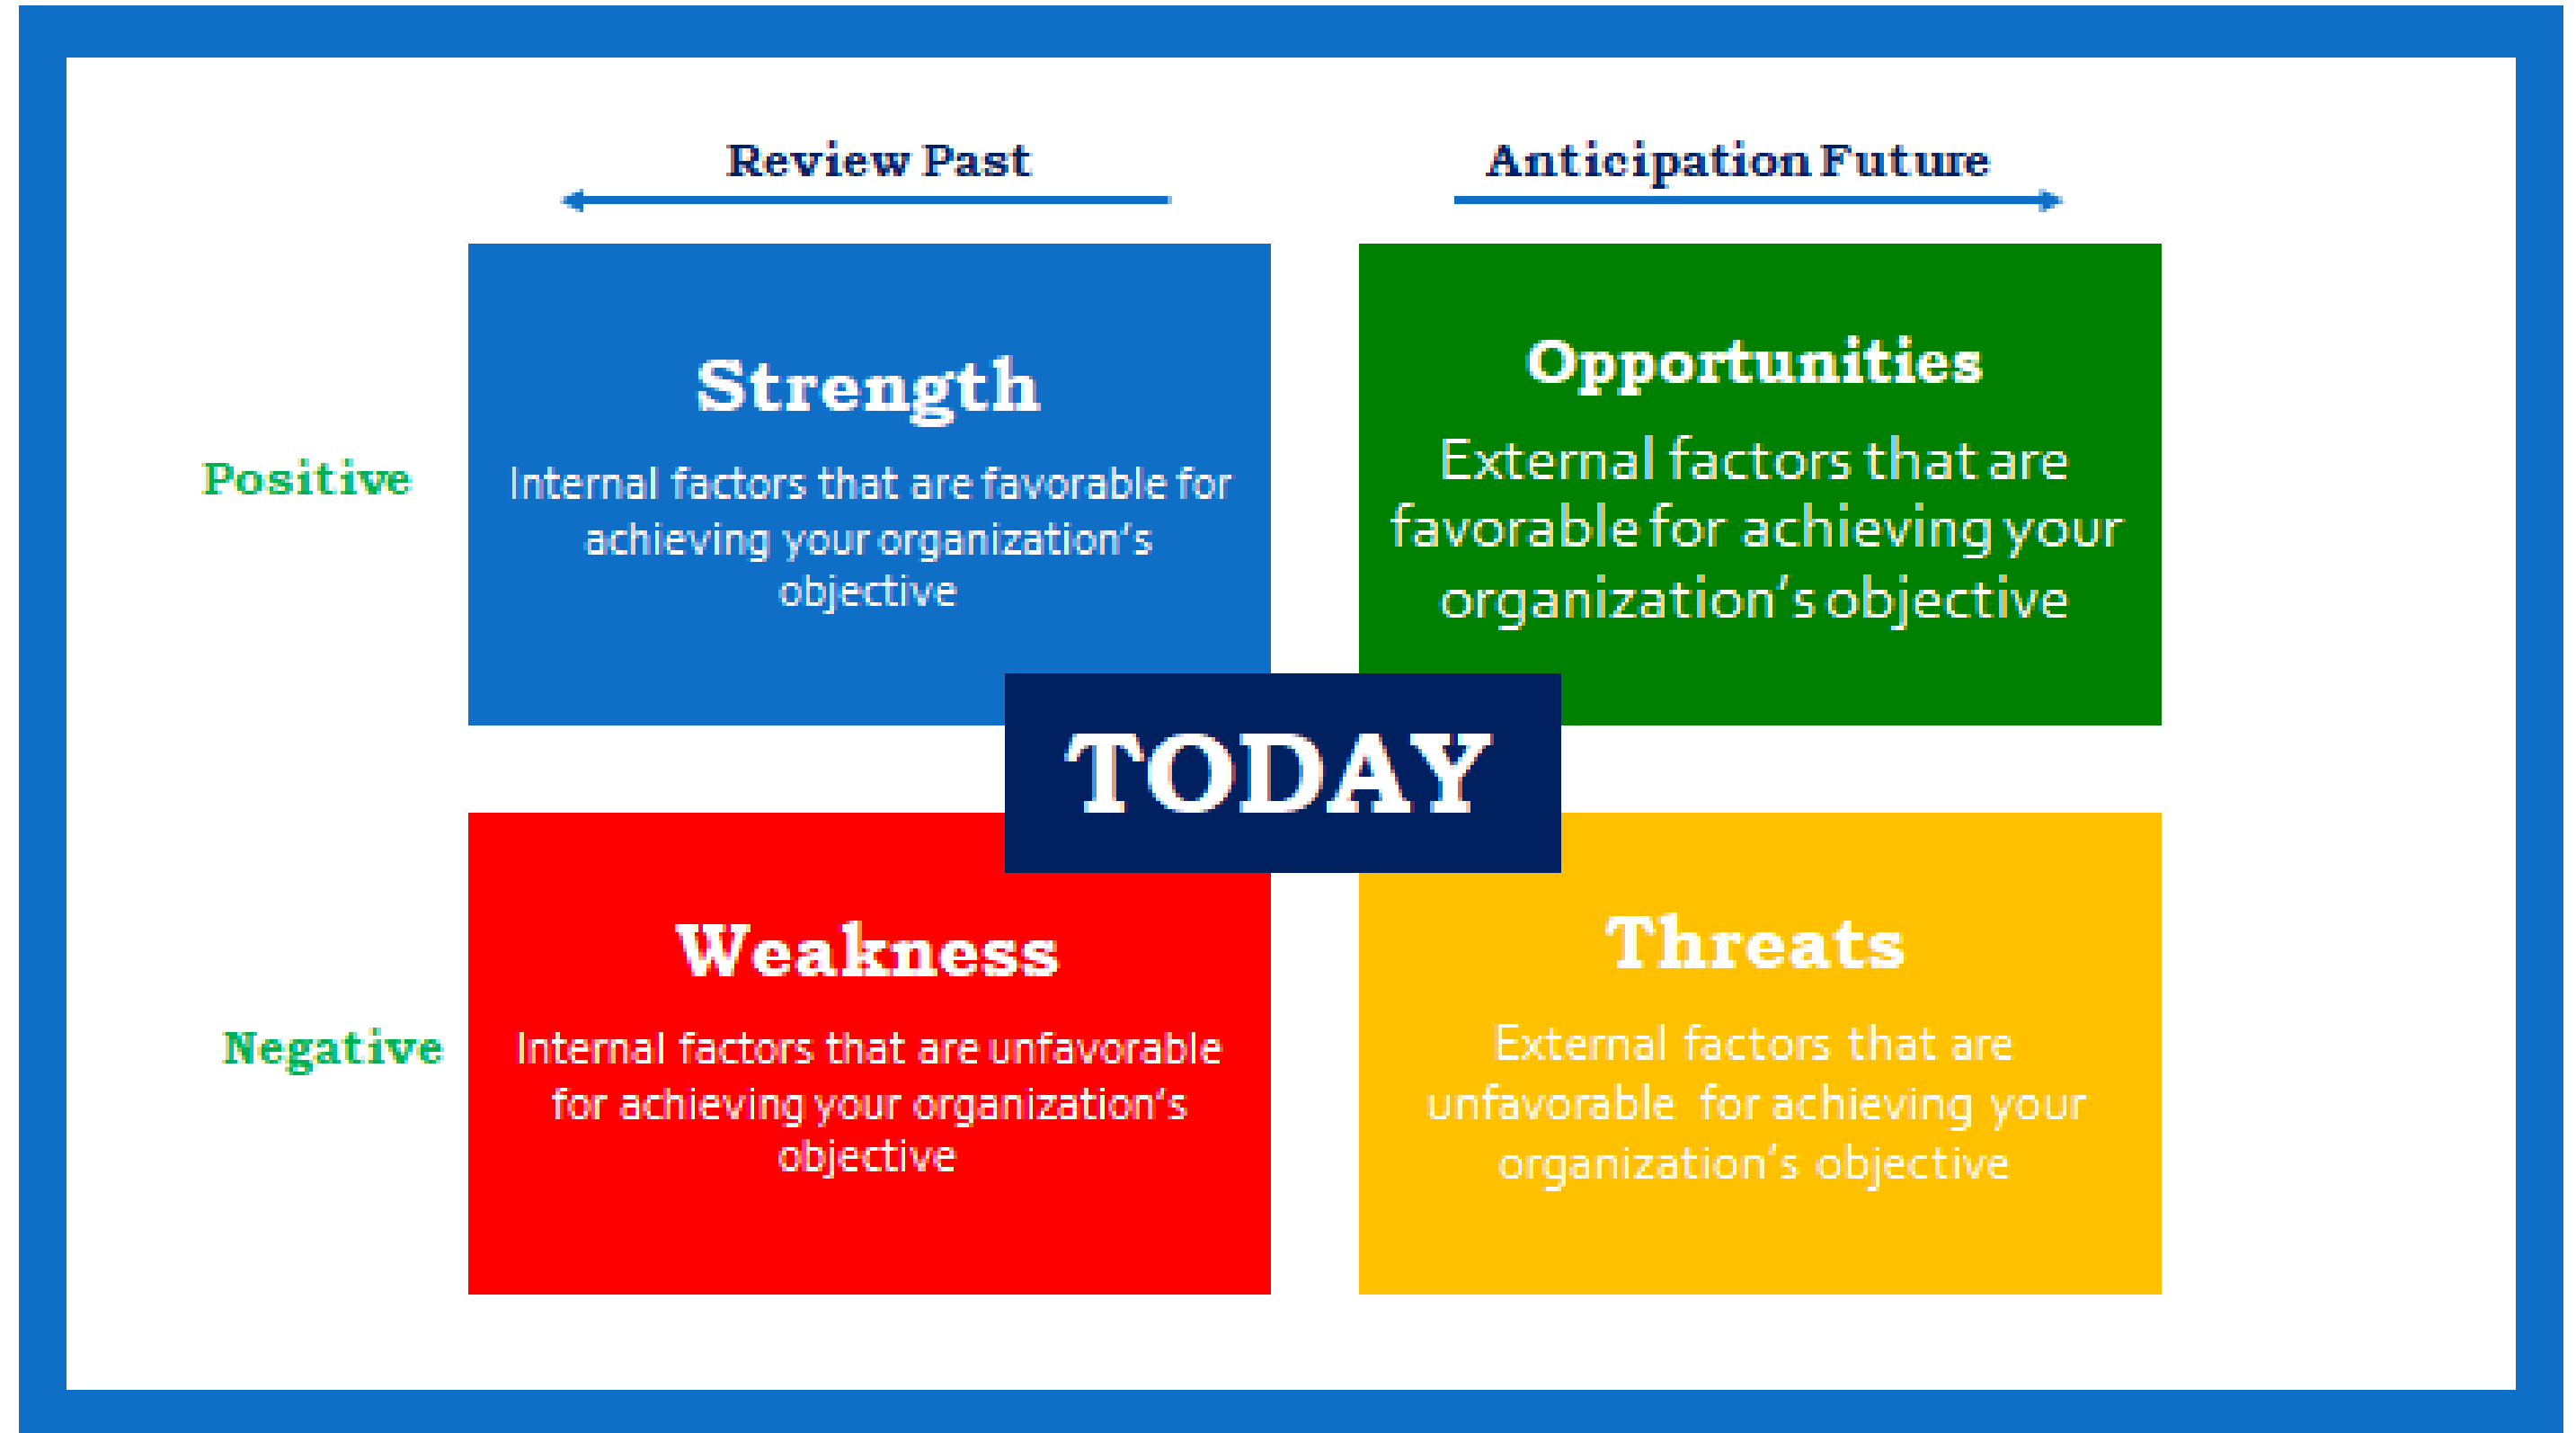 Review Past
Anticipation Future
Positive
Strength
Internal factors that are favorable for
achieving your organization's
objective
Opportunities
External factors that are
favorable for achieving your
organization's objective
TODAY
Negative
Weakness
Internal factors that are unfavorable
for achieving your organization's
objective
Threats
External factors that are
unfavorable for achieving your
organization's objective